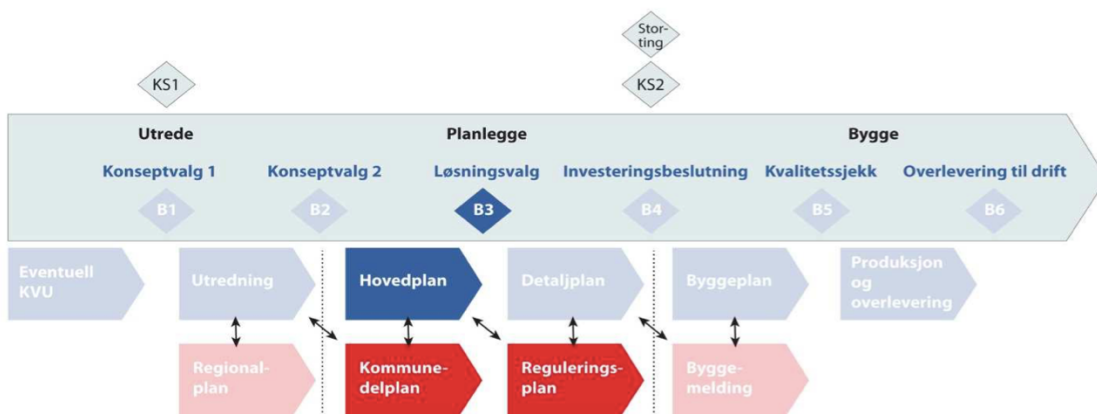 Stor-
ting
KS1
KS2
Utrede
Planlegge
Bygge
Konseptvalg 1
Konseptvalg 2
Løsningsvalg
Investeringsbeslutning
Kvalitetssjekk
Overlevering til drift
B1
B2
B3
B4
B5
B6
Eventuell
KVU
Utredning
Hovedplan
Detaljplan
Byggeplan
Produksjon
og
overlevering
Regional-
plan
Kommune-
delplan
Regulerings-
plan
Bygge-
melding